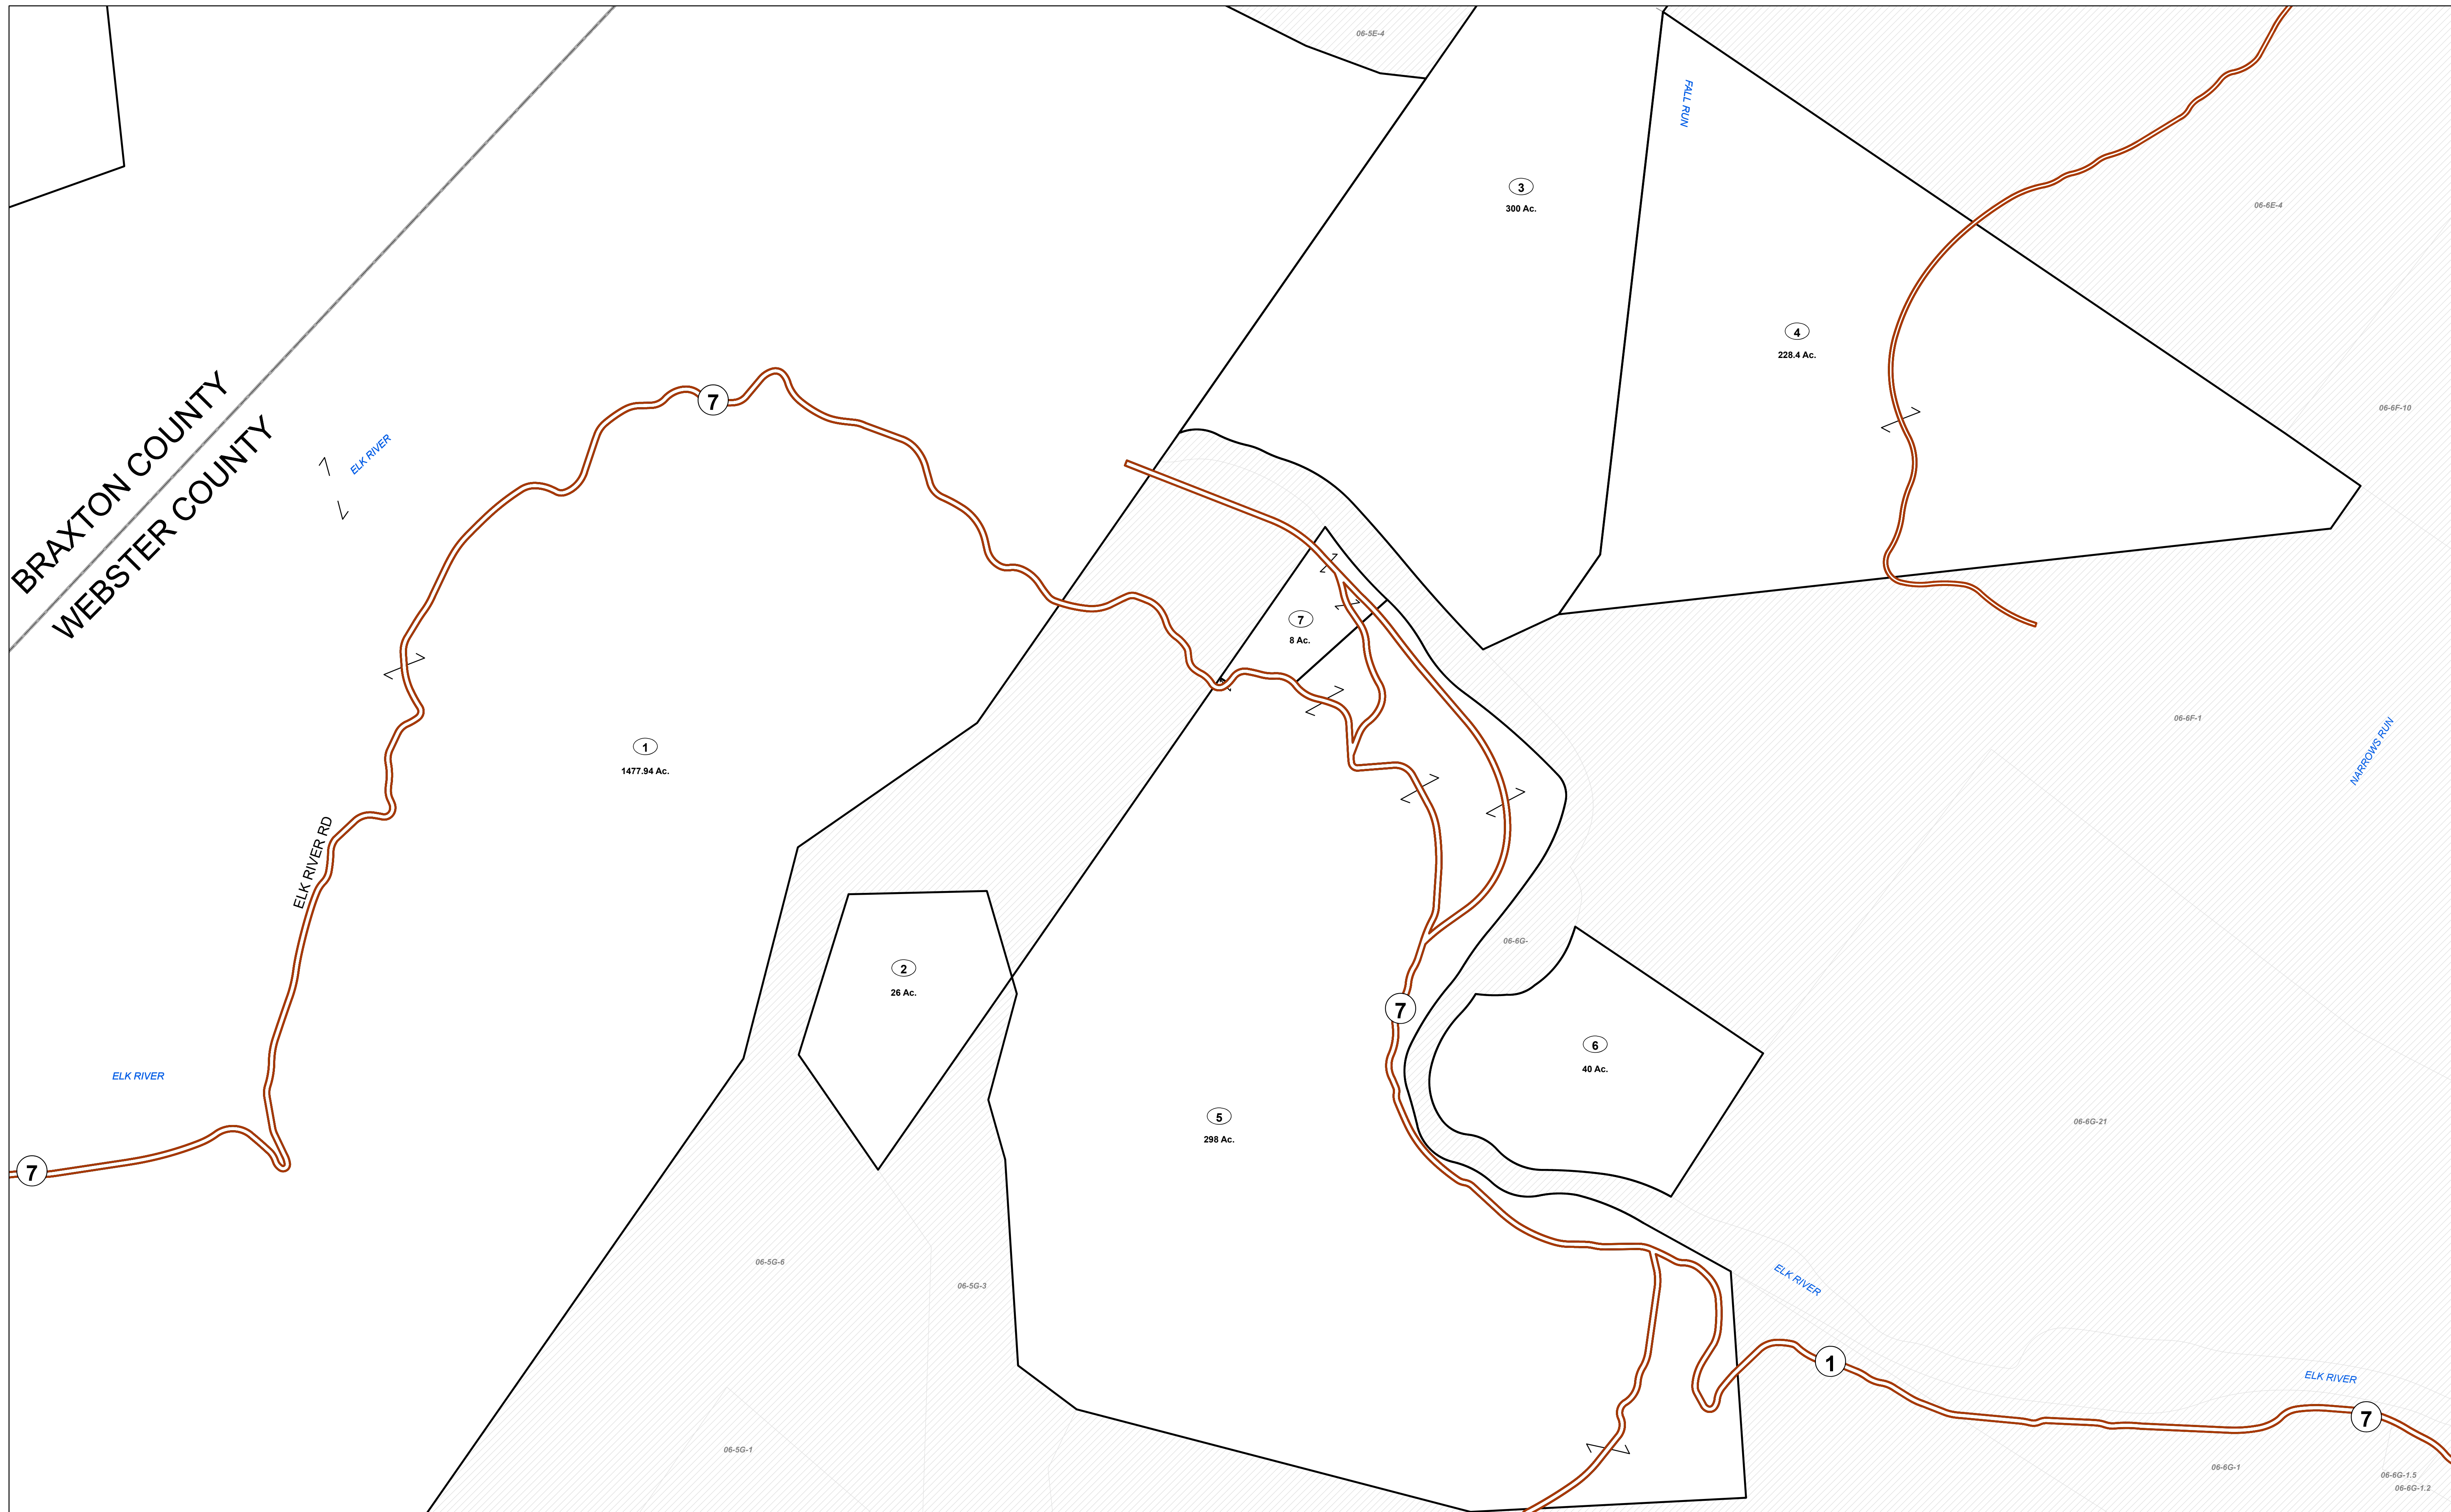 06-5E-4
FALL RUN
3
300 Ac.
06-6E-4
4
228.4 Ac.
BRAXTON COUNTY
WEBSTER COUNTY
7
ELK RIVER
06-6F-10
7
8 Ac.
06-6F-1
NARROWS RUN
1
1477.94 Ac.
ELK RIVER RD
06-6G-
2
26 Ac.
7
6
40 Ac.
ELK RIVER
5
298 Ac.
06-6G-21
7
06-5G-6
06-5G-3
ELK RIVER
1
ELK RIVER
7
06-5G-1
06-6G-1
06-6G-1.5
06-6G-1.2